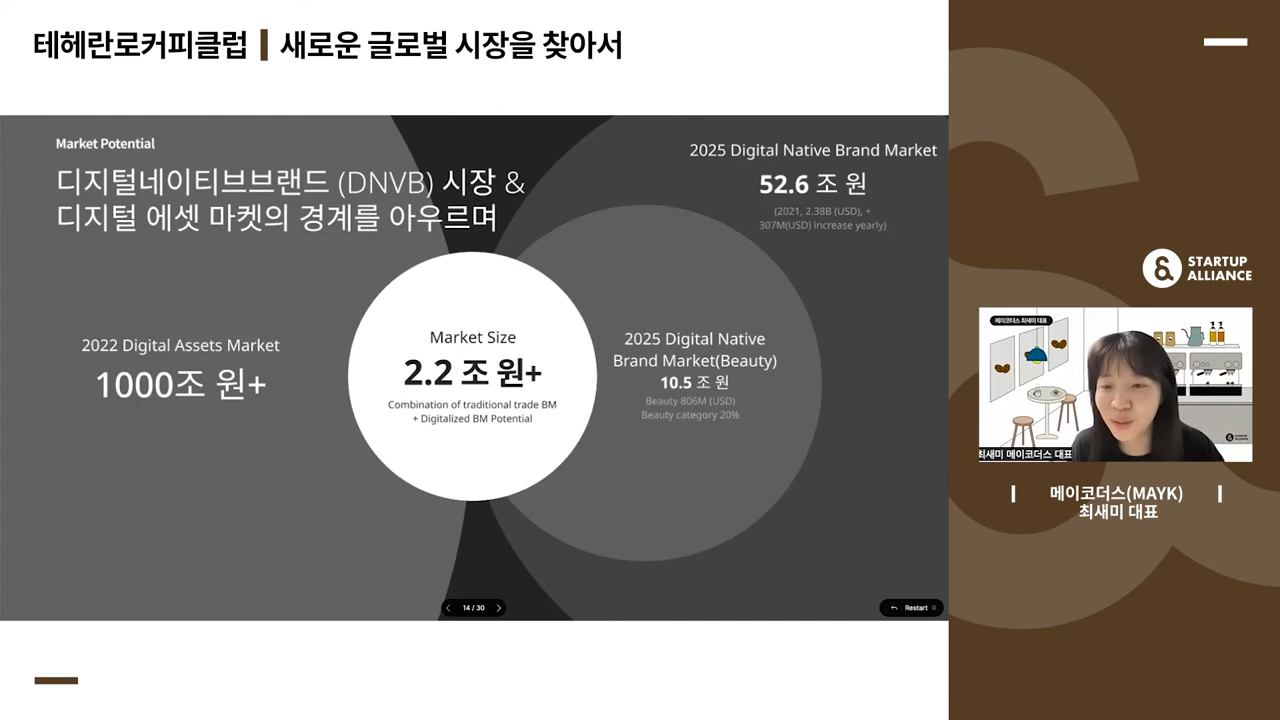 테헤란로커피클럽 | 새로운 글로벌 시장을 찾아서
Market Potential
디지털네이티브브랜드 (DNVB) 시장 &
디지털 에셋 마켓의 경계를 아우르며
2025 Digital Native Brand Market
52.6 조 원
(2021, 2.38B (USD), +
307M(USD) increase yearly)
2022 Digital Assets Market
1000조 원+
Market Size
2.2 조 원+
Combination of traditional trade BM
+ Digitalized BM Potential
2025 Digital Native
Brand Market(Beauty)
10.5 조 원
Beauty 806M (USD)
Beauty category 20%
14 / 30
Restart R
STARTUP
ALLIANCE
메이코더스 최새미 대표
STARTUP
ALLIANCE
최새미 메이코더스 대표
메이코더스(MAYK)
최새미 대표